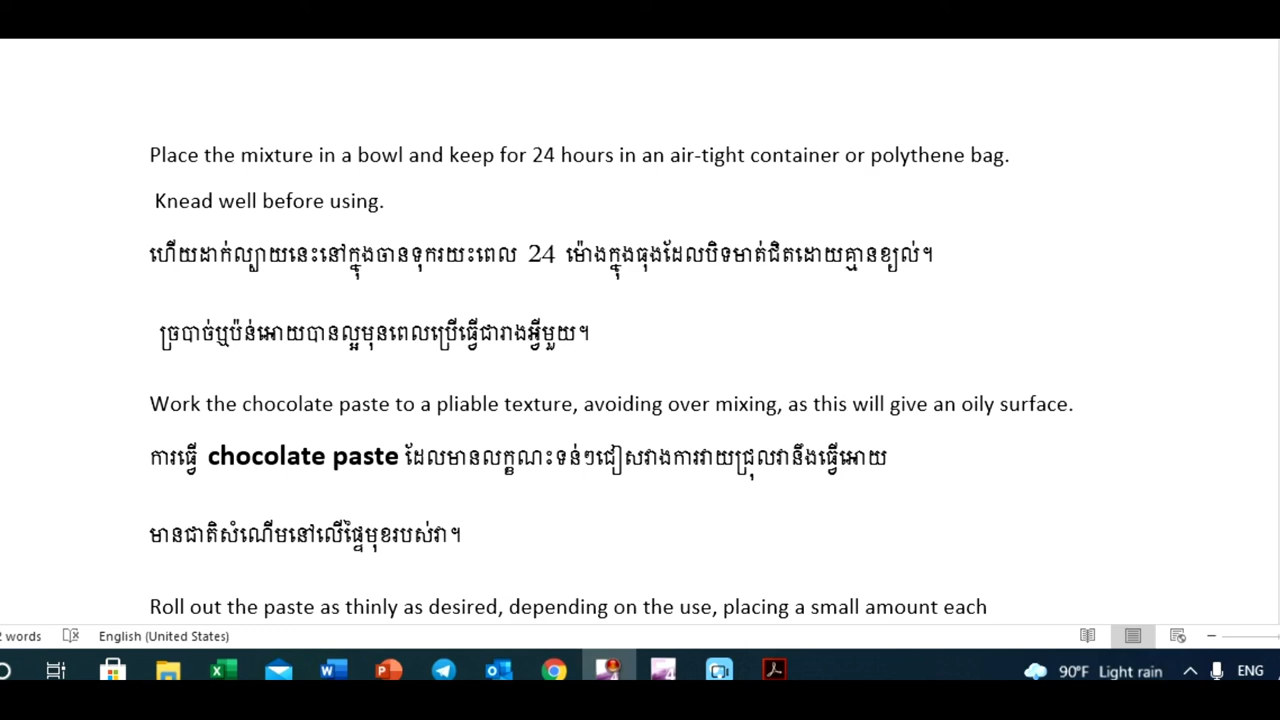 Place the mixture in a bowl and keep for 24 hours in an air-tight container or polythene bag.
Knead well before using.
ហើយដាក់ល្បាយនេះនៅក្នុងចានទុករយះពេល 24 ម៉ោងក្នុងធុងដែលបិទមាត់ជិតដោយគ្មានខ្យល់។
ច្របាច់ឬប៉ន់អោយបានល្អមុនពេលប្រើធ្វើជារាងអ្វីមួយ។
Work the chocolate paste to a pliable texture, avoiding over mixing, as this will give an oily surface.
ការធ្វើ chocolate paste ដែលមានលក្ខណះទន់ៗជៀសវាងការវាយជ្រុលវានឹងធ្វើអោយ
មានជាតិសំណើមនៅលើផ្ទៃមុខរបស់វា។
Roll out the paste as thinly as desired, depending on the use, placing a small amount each
words
English (United States)
90°F Light rain
ENG